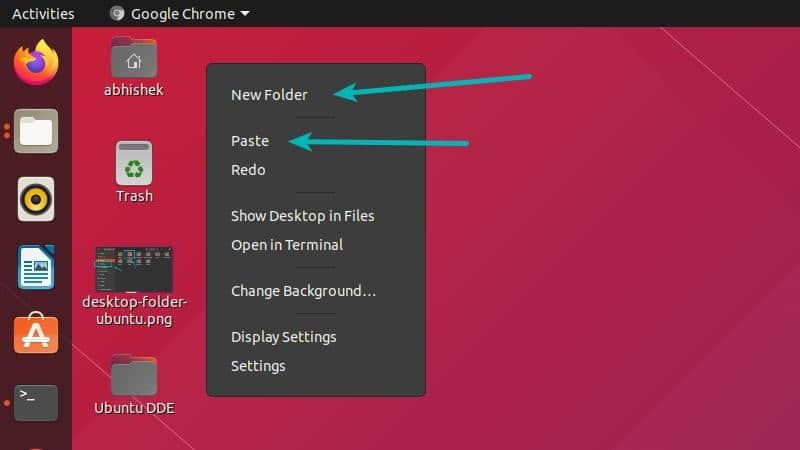 Activities
Google Chrome
abhishek
Trash
desktop-folder-
ubuntu.png
Ubuntu DDE
>_
New Folder
Paste
Redo
Show Desktop in Files
Open in Terminal
Change Background…
Display Settings
Settings